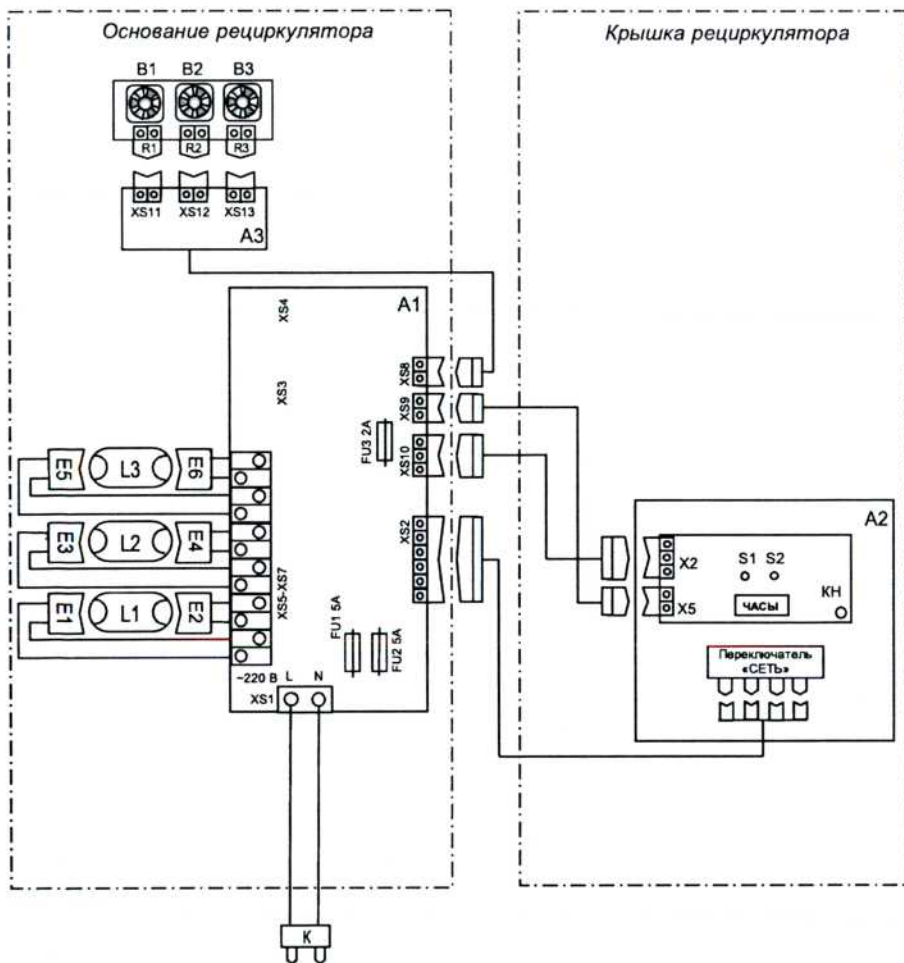 Основание рециркулятора
Крышка рециркулятора
B1 B2 B3
R1 R2 R3
XS11 XS12 XS13
A3
A1
XS4
XS3
XS8
XS9
XS10
FU3 2A
XS2
E5 L3 E6
E3 L2 E4
E1 L1 E2
XS5-XS7
FU1 5A
FU2 5A
~220 В L N
XS1
K
A2
X2
S1 S2
X5
ЧАСЫ
КН
Переключатель
«СЕТЬ»